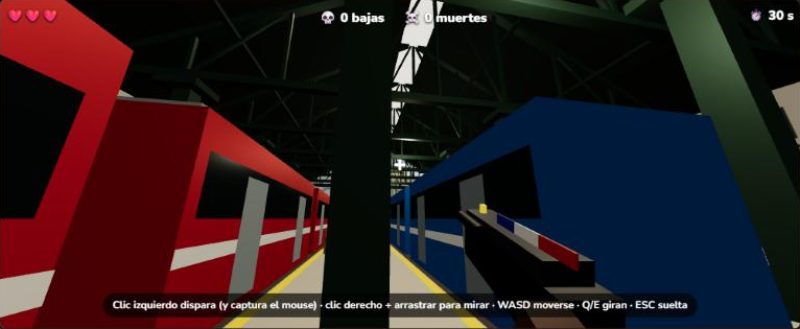 0 bajas
0 muertes
30 s
Clic izquierdo dispara (y captura el mouse) · clic derecho + arrastrar para mirar · WASD moverse · Q/E giran · ESC suelta